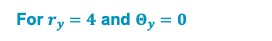 For r_y = 4 and Θ_y = 0